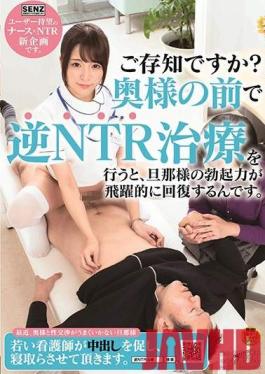 SENZ
ユーザー待望の
ナース×NTR
新企画です。
ご存知ですか?
奥様の前で
逆NTR治療を
行うと、旦那様の勃起力が
飛躍的に回復するんです。
最近、奥様と性交渉がうまくいかない旦那様?
若い看護師が中出しを促し
寝取らせて頂きます。
JAVHD